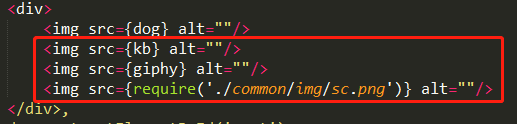 <div>
<img src={dog} alt=""/>
<img src={kb} alt=""/>
<img src={giphy} alt=""/>
<img src={require('./common/img/sc.png')} alt=""/>
</div>,